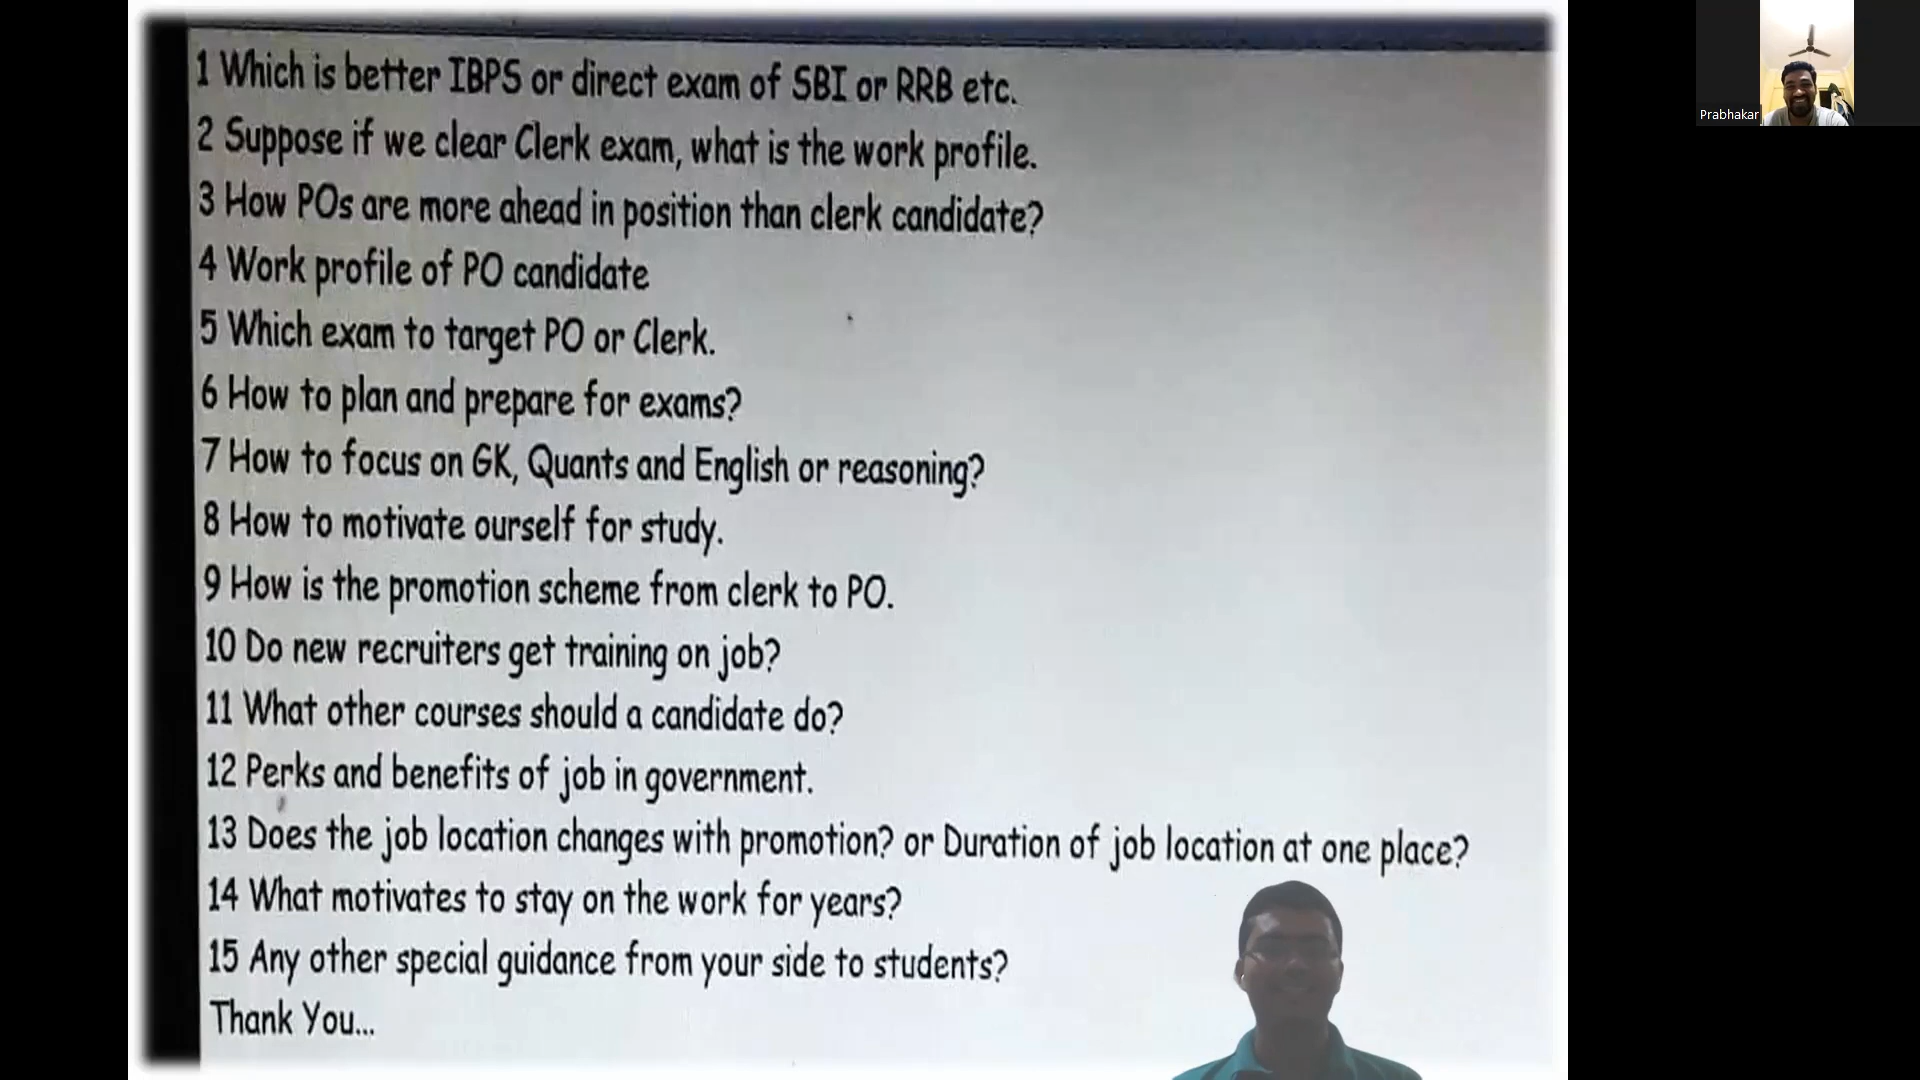 1 Which is better IBPS or direct exam of SBI or RRB etc.
2 Suppose if we clear Clerk exam, what is the work profile.
3 How POs are more ahead in position than clerk candidate?
4 Work profile of PO candidate
5 Which exam to target PO or Clerk.
6 How to plan and prepare for exams?
7 How to focus on GK, Quants and English or reasoning?
8 How to motivate ourself for study.
9 How is the promotion scheme from clerk to PO.
10 Do new recruiters get training on job?
11 What other courses should a candidate do?
12 Perks and benefits of job in government.
13 Does the job location changes with promotion? or Duration of job location at one place?
14 What motivates to stay on the work for years?
15 Any other special guidance from your side to students?
Thank You...
Prabhakar